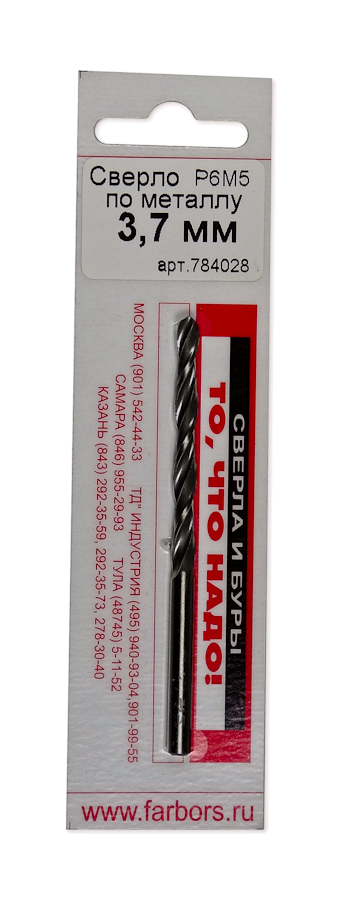 Сверло Р6М5
по металлу
3,7 мм
арт.784028
МОСКВА (901) 542-44-33 ТД" ИНДУСТРИЯ (495) 940-93-04,901-99-55
САМАРА (846) 955-29-93 ТУЛА (48745) 5-11-52
КАЗАНЬ (843) 292-35-59, 292-35-73, 278-30-40
СВЕРЛА И БУРЫ
ТО, ЧТО НАДО!
www.farbors.ru